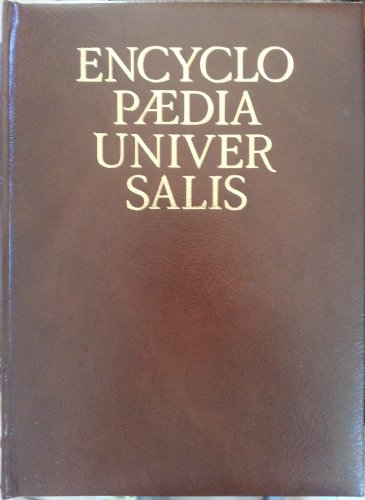 ENCYCLO
PÆDIA
UNIVER
SALIS